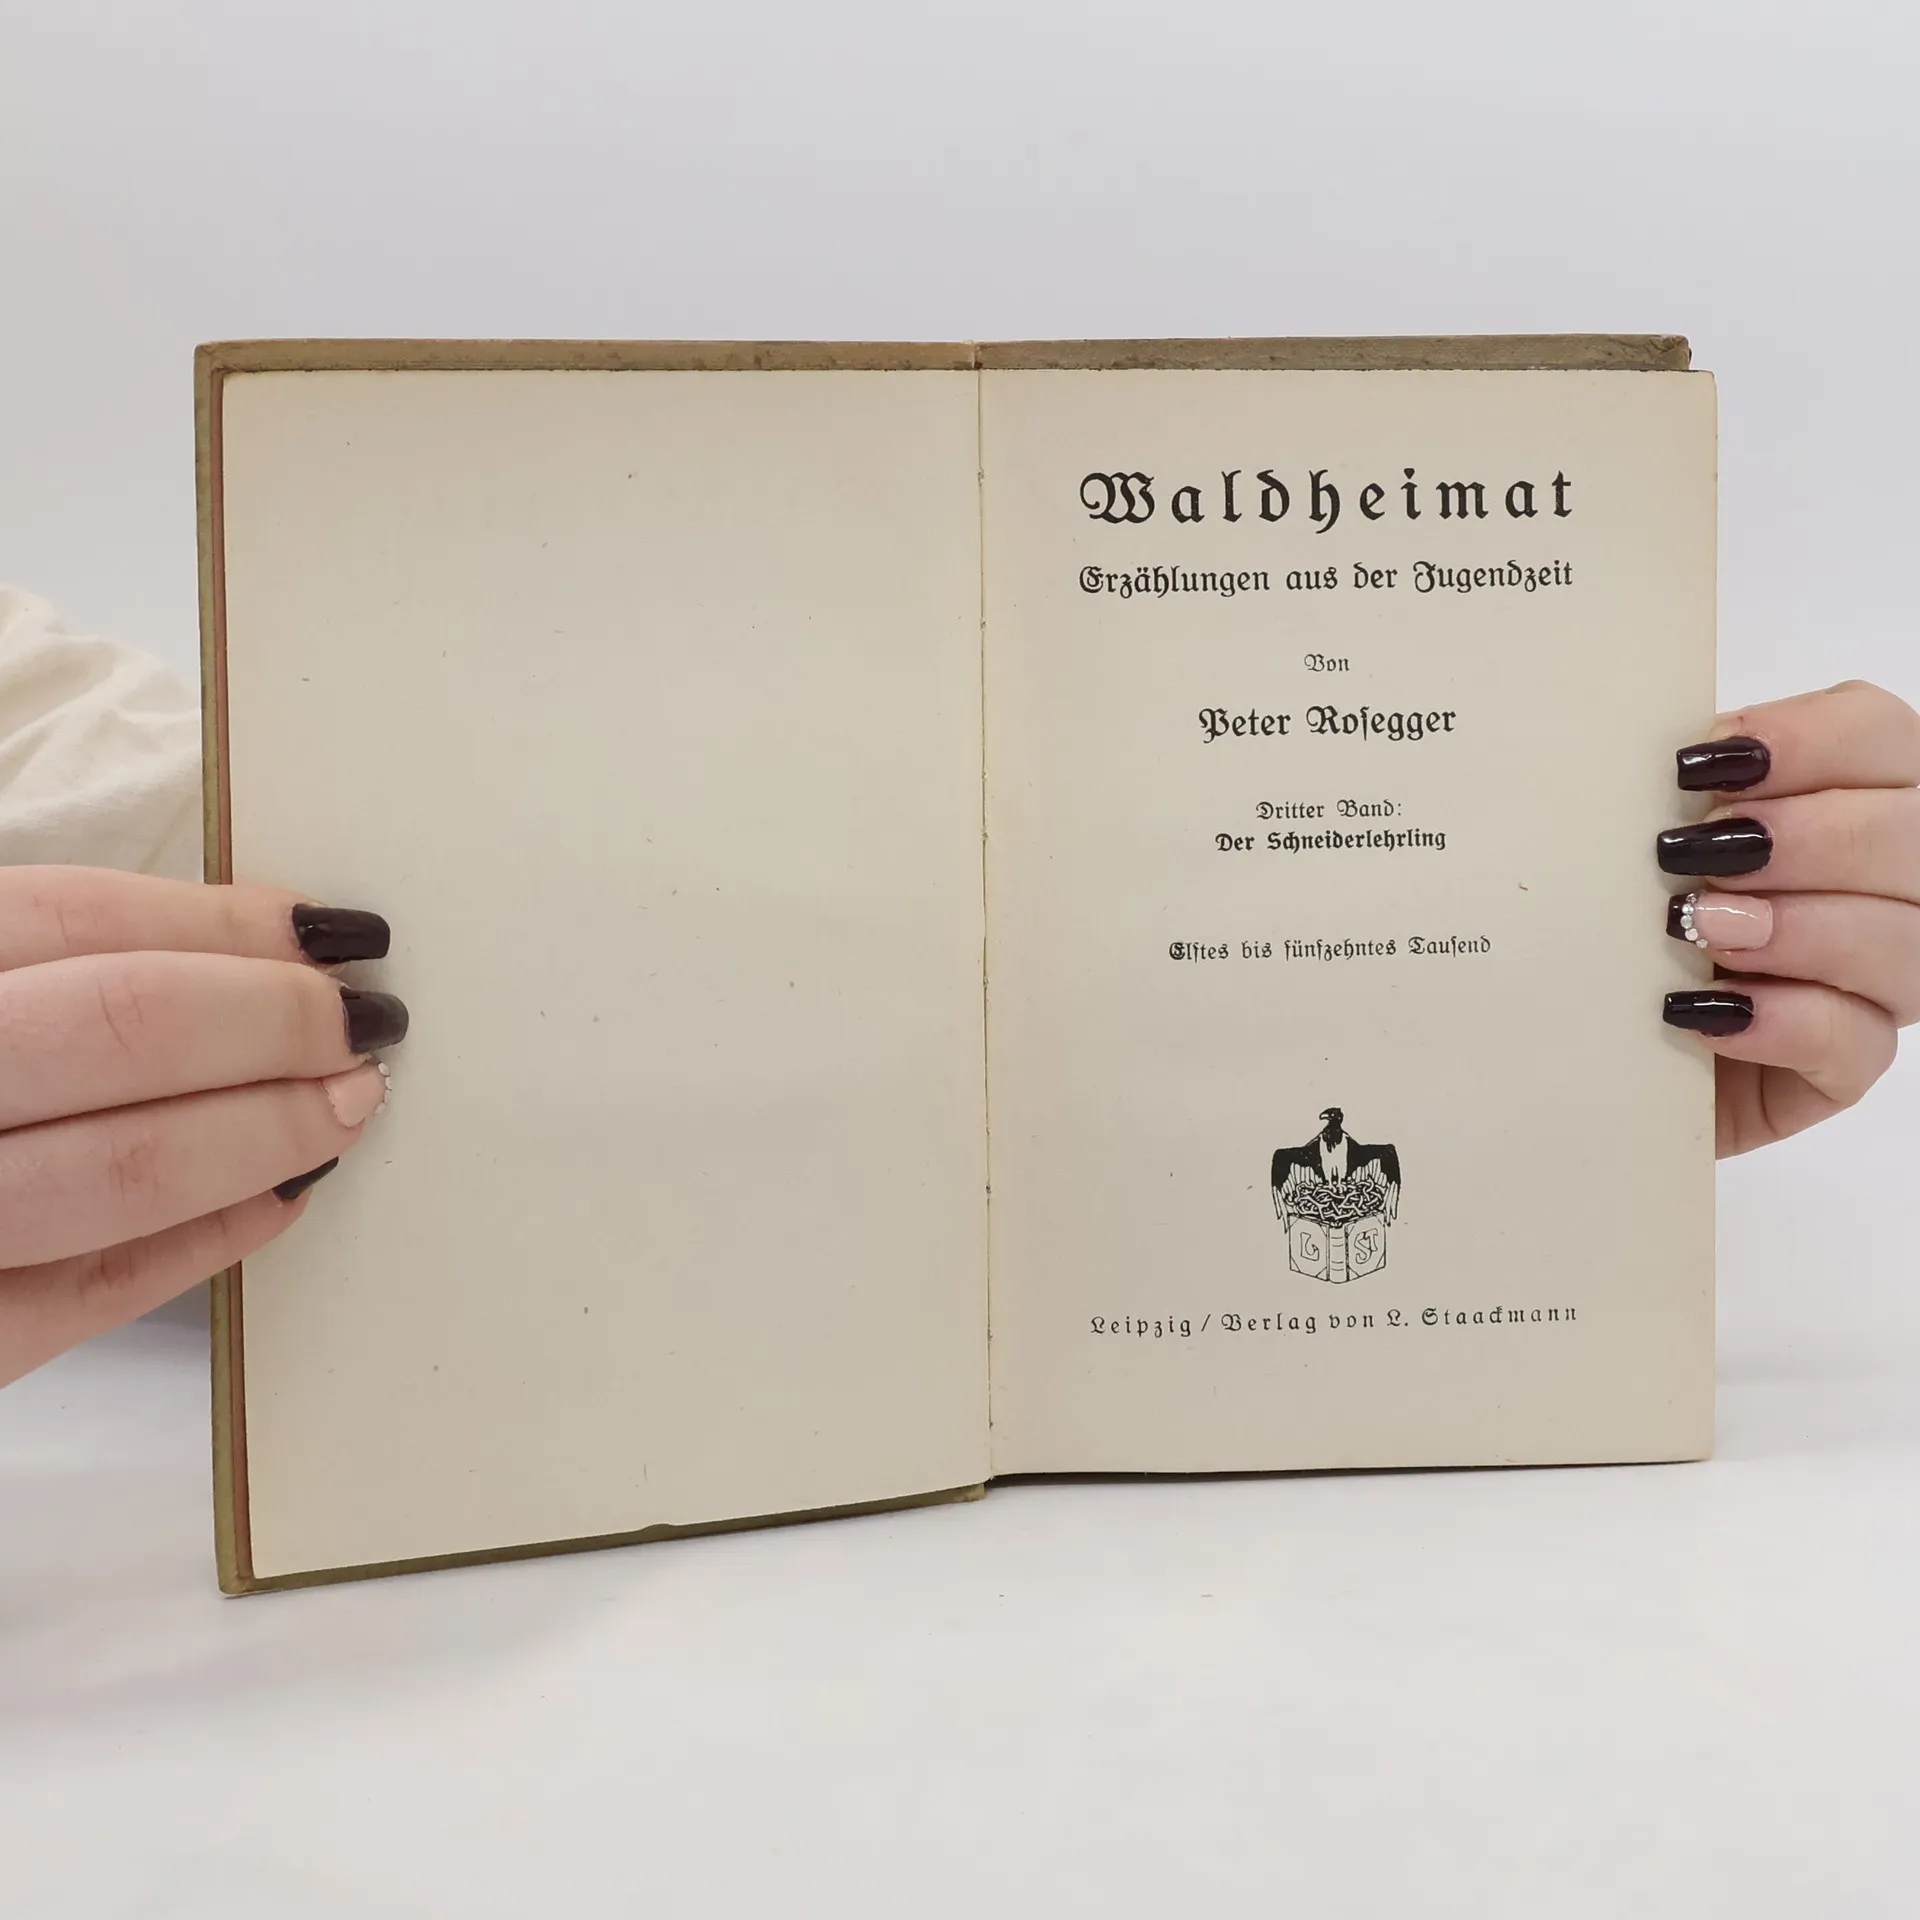 Waldheimat
Erzählungen aus der Jugendzeit
Von
Peter Roſegger
Dritter Band:
Der Schneiderlehrling
Elftes bis fünfzehntes Tauſend
L ST
Leipzig / Verlag von L. Staackmann